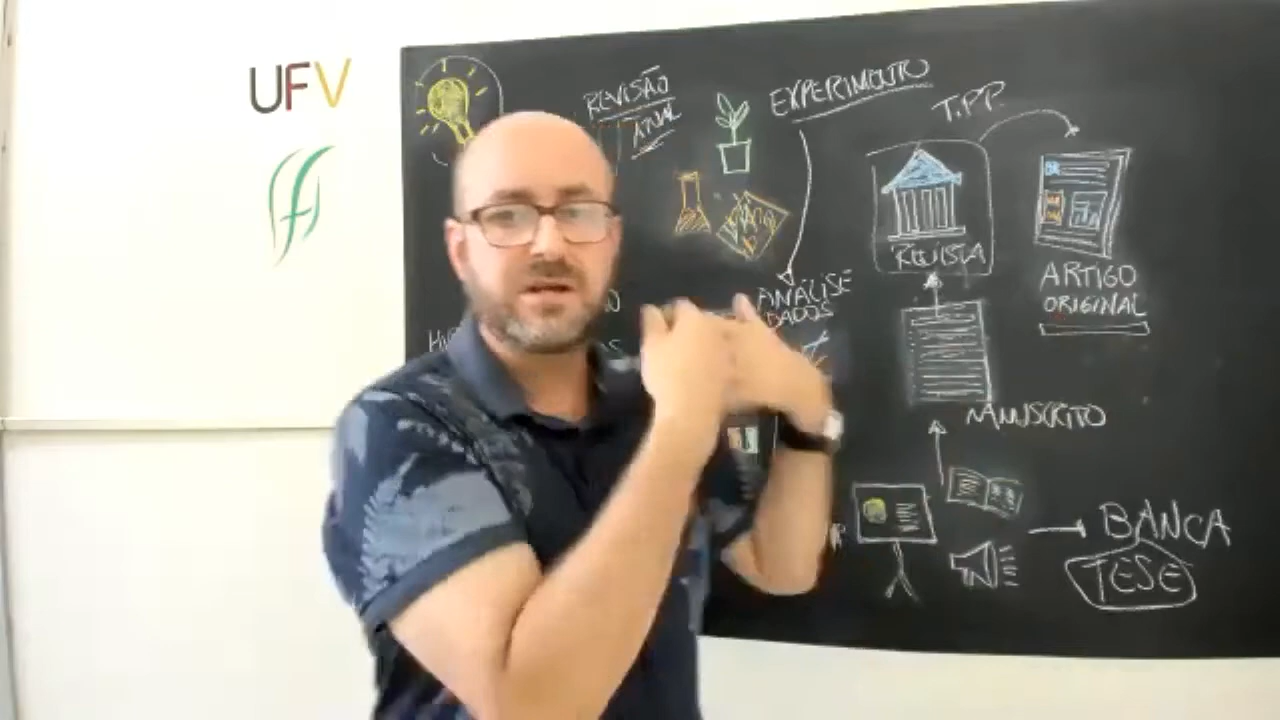 UFV
REVISÃO
ATUAL
EXPERIMENTO
T.P.P.
REVISTA
ARTIGO
ORIGINAL
ANÁLISE
DADOS
MANUSCRITO
BANCA
TESE